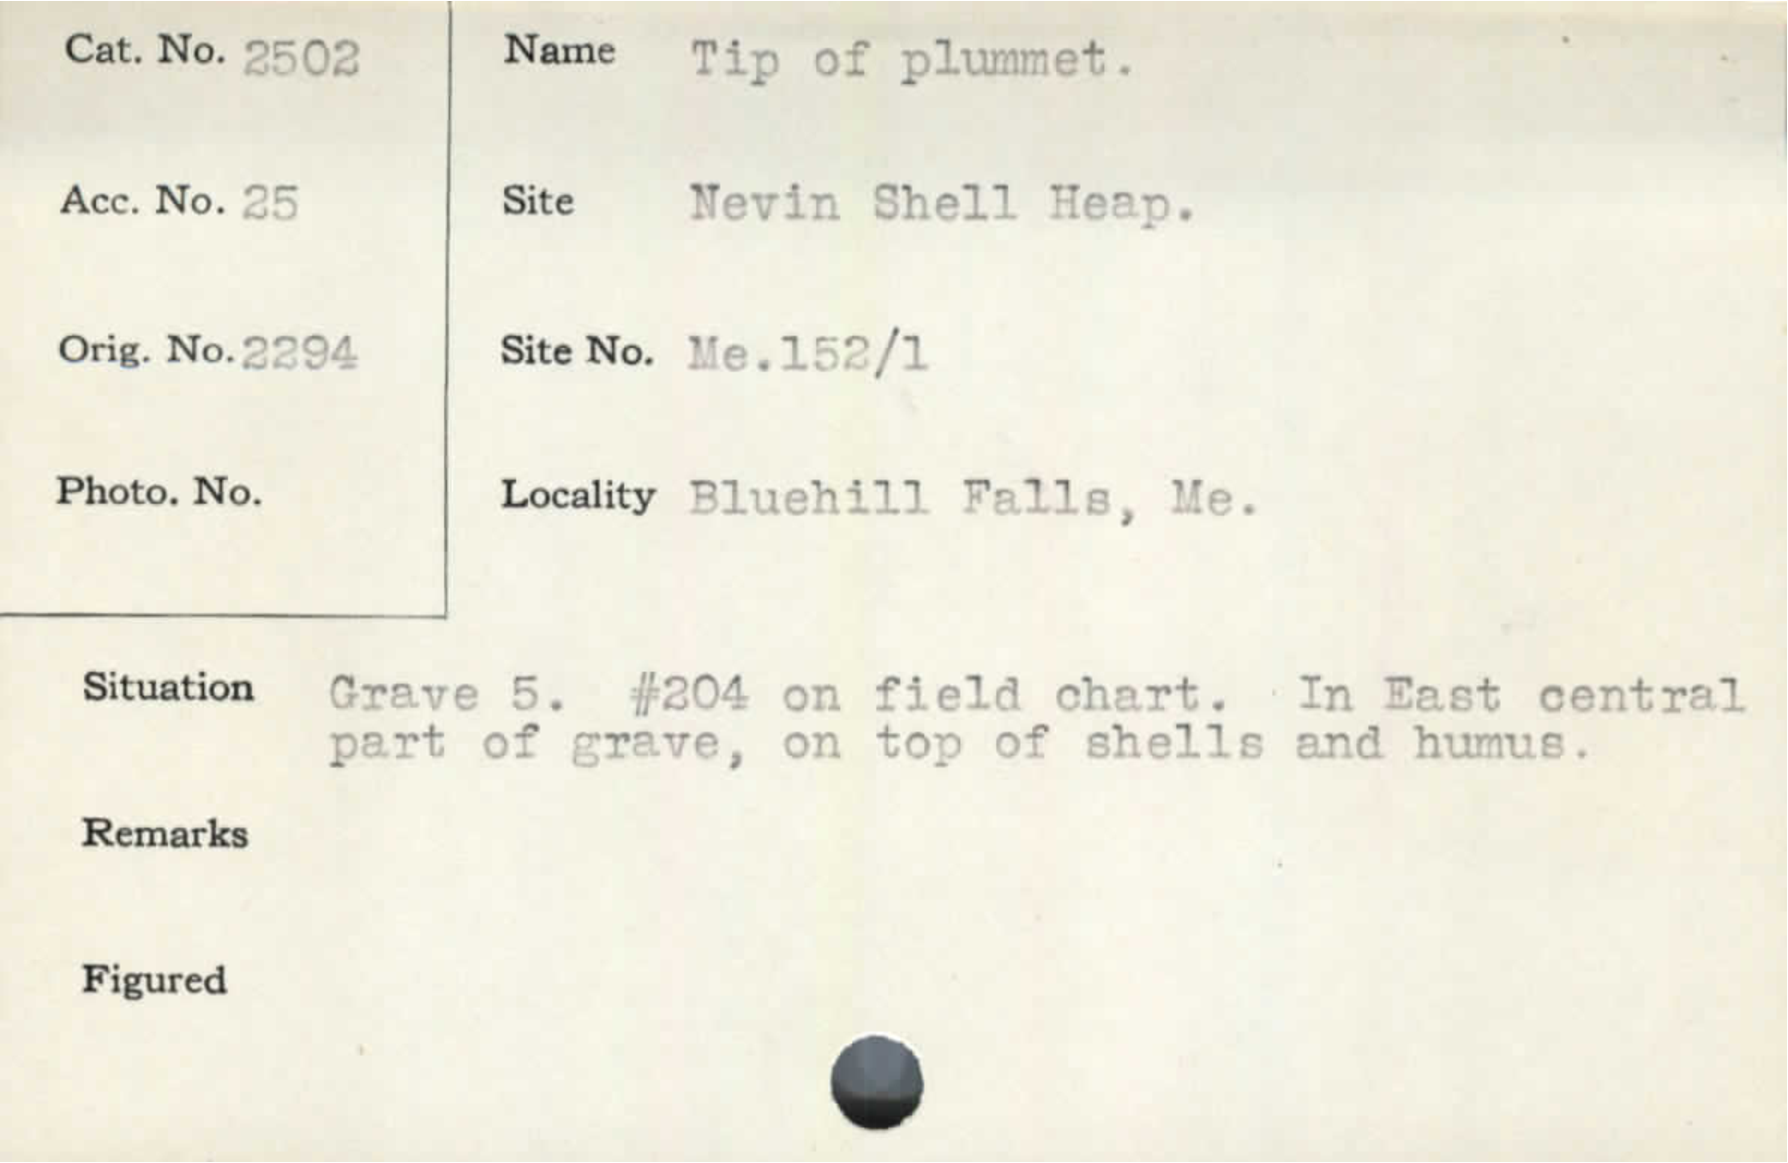 Cat. No. 2502
Name Tip of plummet.
Acc. No. 25
Site Nevin Shell Heap.
Orig. No. 2294
Site No. Me.152/1
Photo. No.
Locality Bluehill Falls, Me.
Situation Grave 5. #204 on field chart. In East central
part of grave, on top of shells and humus.
Remarks
Figured